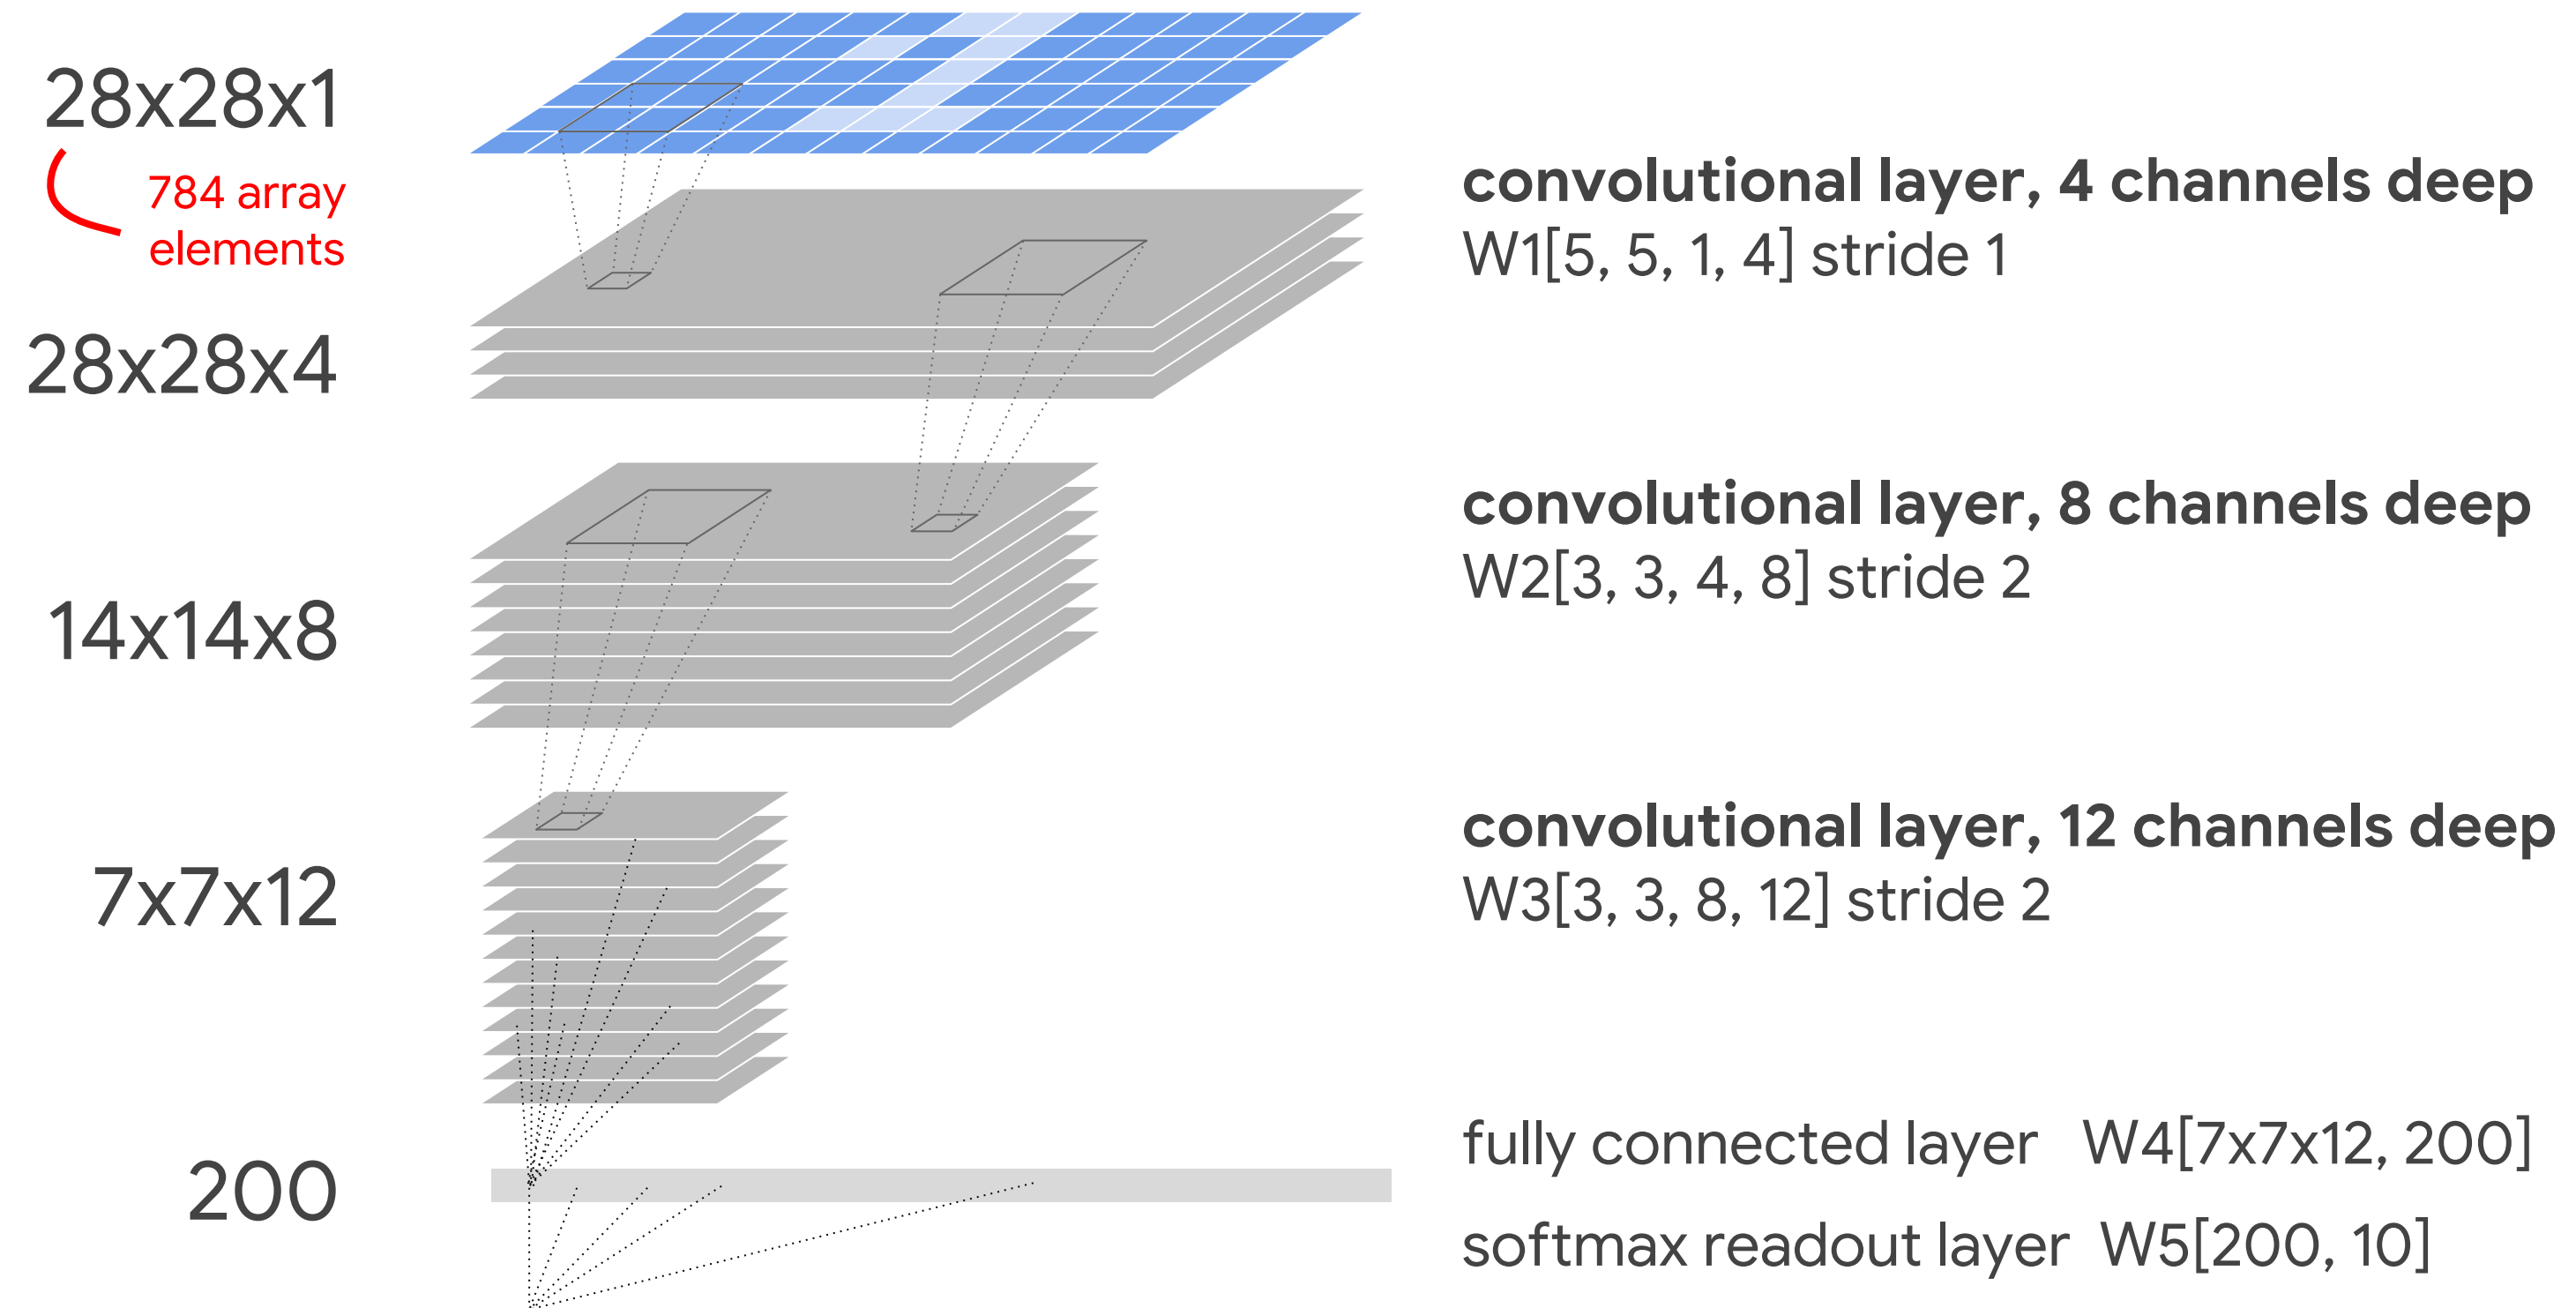 28x28x1
784 array
elements
convolutional layer, 4 channels deep
W1[5, 5, 1, 4] stride 1
28x28x4
convolutional layer, 8 channels deep
W2[3, 3, 4, 8] stride 2
14x14x8
convolutional layer, 12 channels deep
W3[3, 3, 8, 12] stride 2
7x7x12
fully connected layer W4[7x7x12, 200]
200
softmax readout layer W5[200, 10]